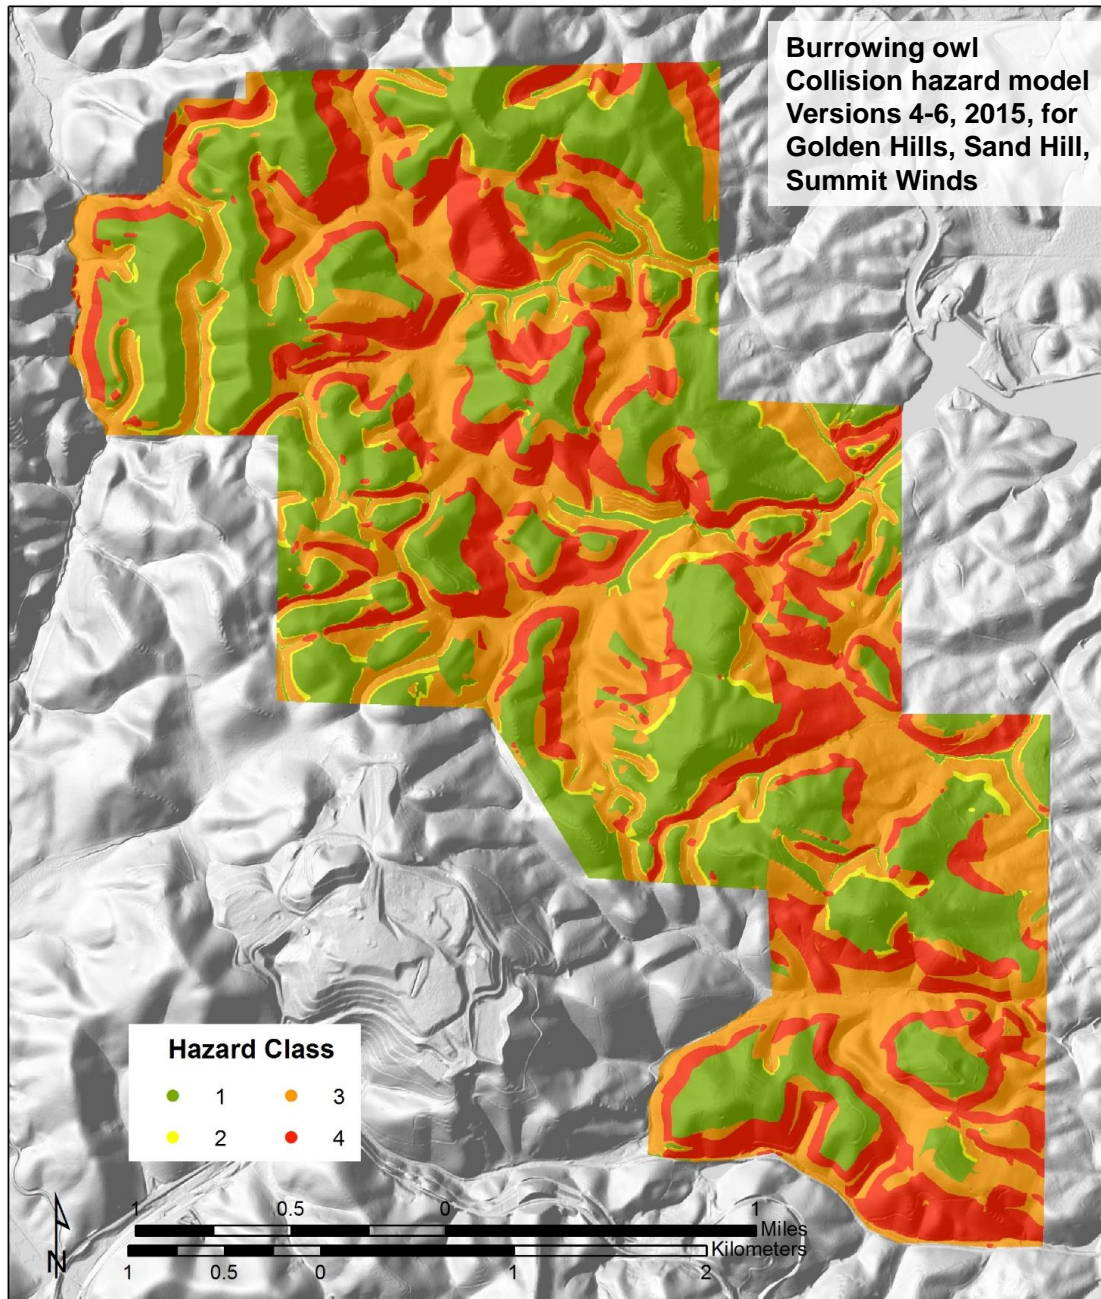 Burrowing owl
Collision hazard model
Versions 4-6, 2015, for
Golden Hills, Sand Hill,
Summit Winds
Hazard Class
1 3
2 4
1 0.5 0 1
Miles
Kilometers
1 0.5 0 1 2
N